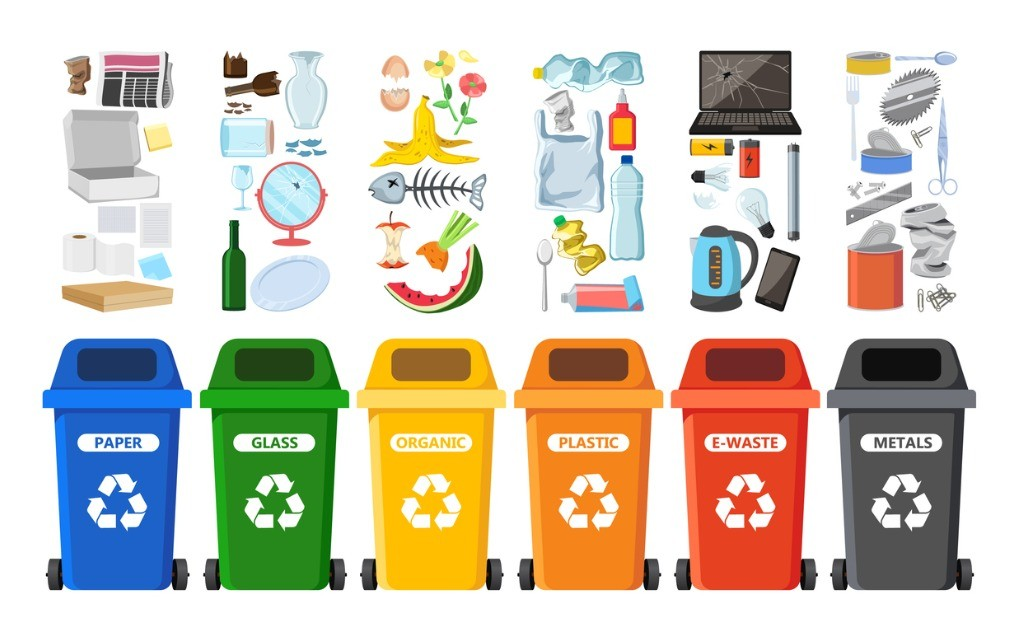 PAPER
GLASS
ORGANIC
PLASTIC
E-WASTE
METALS